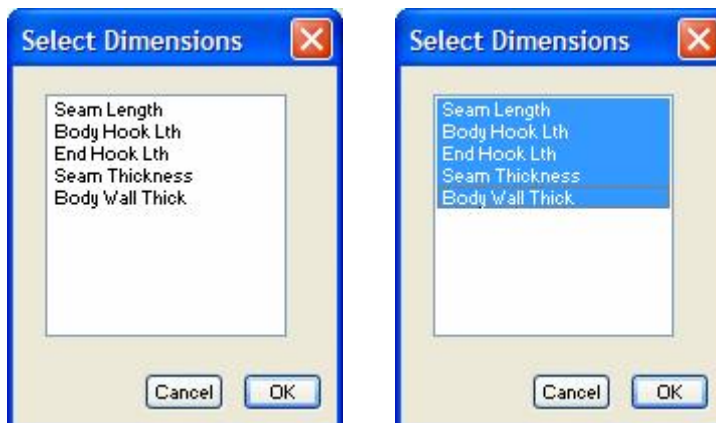 Select Dimensions
Seam Length
Body Hook Lth
End Hook Lth
Seam Thickness
Body Wall Thick
Cancel
OK
Select Dimensions
Seam Length
Body Hook Lth
End Hook Lth
Seam Thickness
Body Wall Thick
Cancel
OK